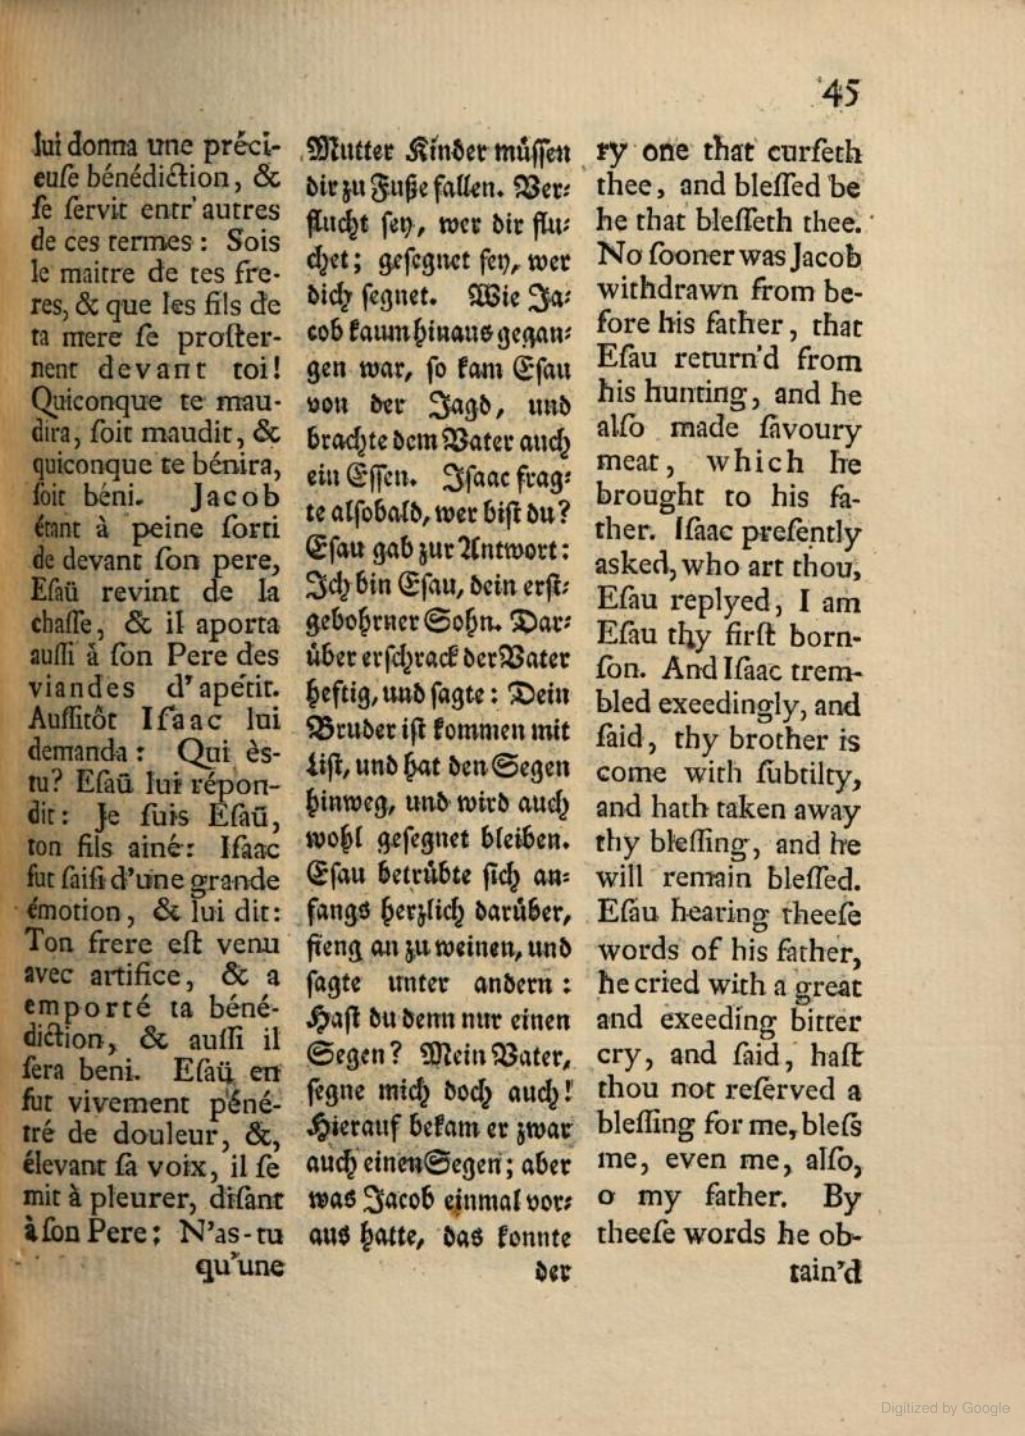 45
lui donna une préci-
euſe bénédiction, &
ſe ſervit entr' autres
de ces termes: Sois
le maitre de tes fre-
res, & que les fils de
ta mere ſe proſter-
nent devant toi!
Quiconque te mau-
dira, ſoit maudit, &
quiconque te bénira,
ſoit béni. Jacob
étant à peine ſorti
de devant ſon pere,
Eſaü revint de la
chaſſe, & il aporta
auſſi à ſon Pere des
viandes d' apétit.
Auſſitôt Iſaac lui
demanda: Qui ès-
tu? Eſaü lui répon-
dit: Je ſuis Eſaü,
ton fils ainé: Iſaac
fut ſaiſi d'une grande
émotion, & lui dit:
Ton frere eſt venu
avec artifice, & a
emporté ta béné-
diction, & auſſi il
ſera beni. Eſaü en
fut vivement péné-
tré de douleur, &,
élevant ſa voix, il ſe
mit à pleurer, diſant
à ſon Pere: N'as-tu
qu'une
Mutter Kinder müſſen
dir zu Fuße fallen. Ver-
flucht ſey, wer dir flu-
chet; geſegnet ſey, wer
dich ſegnet. Wie Ja-
cob kaum hinaus gegan-
gen war, ſo kam Eſau
von der Jagd, und
brachte dem Vater auch
ein Eſſen. Iſaac frag-
te alſobald, wer biſt du?
Eſau gab zur Antwort:
Ich bin Eſau, dein erſt-
gebohrner Sohn. Dar-
über erſchrack der Vater
heftig, und ſagte: Dein
Bruder iſt kommen mit
Liſt, und hat den Segen
hinweg, und wird auch
wohl geſegnet bleiben.
Eſau betrübte ſich an-
fangs herzlich darüber,
fieng an zu weinen, und
ſagte unter andern:
Haſt du denn nur einen
Segen? Mein Vater,
ſegne mich doch auch!
Hierauf bekam er zwar
auch einen Segen; aber
was Jacob einmal vor-
aus hatte, das konnte
der
ry one that curſeth
thee, and bleſſed be
he that bleſſeth thee.
No ſooner was Jacob
withdrawn from be-
fore his father, that
Eſau return'd from
his hunting, and he
alſo made ſavoury
meat, which he
brought to his fa-
ther. Iſaac preſently
asked, who art thou,
Eſau replyed, I am
Eſau thy firſt born-
ſon. And Iſaac trem-
bled exeedingly, and
ſaid, thy brother is
come with ſubtilty,
and hath taken away
thy bleſſing, and he
will remain bleſſed.
Eſau hearing theeſe
words of his father,
he cried with a great
and exeeding bitter
cry, and ſaid, haſt
thou not reſerved a
bleſſing for me, bleſs
me, even me, alſo,
o my father. By
theeſe words he ob-
tain'd
Digitized by Google